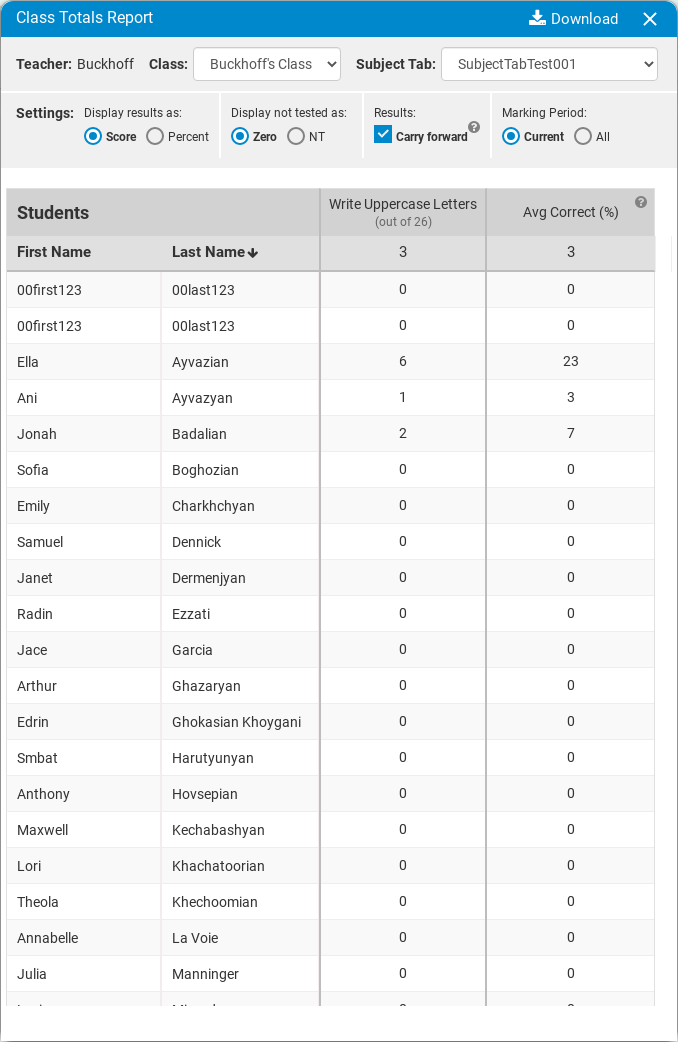 Class Totals Report Download
Teacher: Buckhoff Class: Buckhoff's Class Subject Tab: SubjectTabTest001
Settings: Display results as: Display not tested as: Results: Marking Period:
Score Percent Zero NT Carry forward ? Current All
Students Write Uppercase Letters (out of 26) Avg Correct (%) ?
First Name Last Name 3 3
00first123 00last123 0 0
00first123 00last123 0 0
Ella Ayvazian 6 23
Ani Ayvazyan 1 3
Jonah Badalian 2 7
Sofia Boghozian 0 0
Emily Charkhchyan 0 0
Samuel Dennick 0 0
Janet Dermenjyan 0 0
Radin Ezzati 0 0
Jace Garcia 0 0
Arthur Ghazaryan 0 0
Edrin Ghokasian Khoygani 0 0
Smbat Harutyunyan 0 0
Anthony Hovsepian 0 0
Maxwell Kechabashyan 0 0
Lori Khachatoorian 0 0
Theola Khechoomian 0 0
Annabelle La Voie 0 0
Julia Manninger 0 0